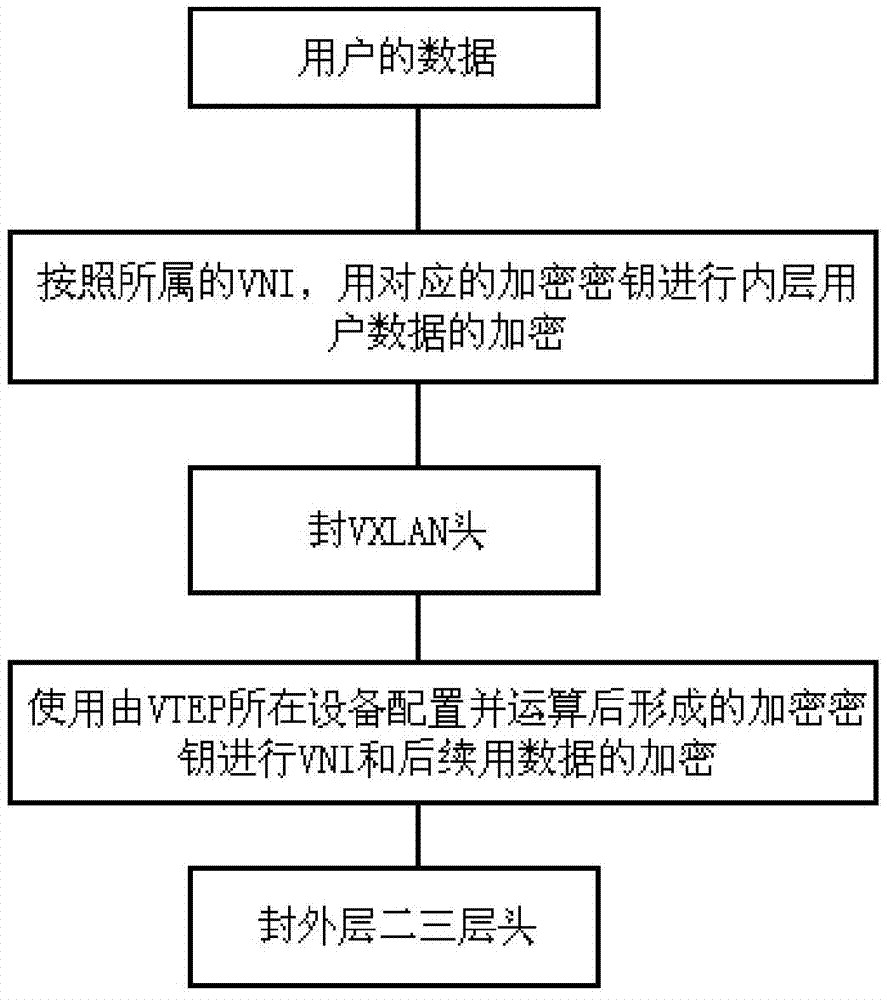 用户的数据
按照所属的VNI，用对应的加密密钥进行内层用
户数据的加密
封VXLAN头
使用由VTEP所在设备配置并运算后形成的加密密
钥进行VNI和后续用数据的加密
封外层二三层头